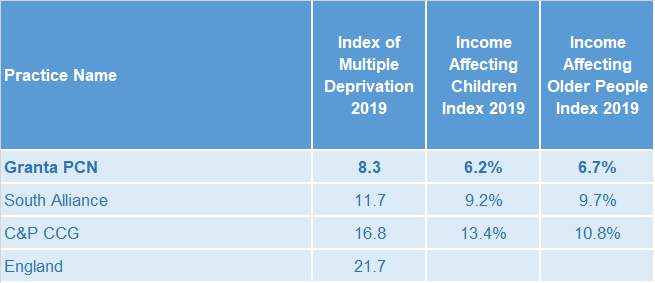 Practice Name
Index of
Multiple
Deprivation
2019
Income
Affecting
Children
Index 2019
Income
Affecting
Older People
Index 2019
Granta PCN 8.3 6.2% 6.7%
South Alliance 11.7 9.2% 9.7%
C&P CCG 16.8 13.4% 10.8%
England 21.7